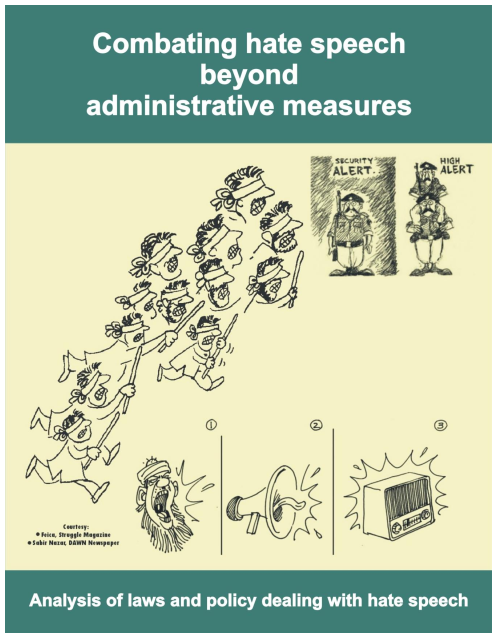 Combating hate speech
beyond
administrative measures
SECURITY
ALERT.
HIGH
ALERT
① ② ③
Courtesy:
● Feica, Struggle Magazine
● Sabir Nazar, DAWN Newspaper
Analysis of laws and policy dealing with hate speech